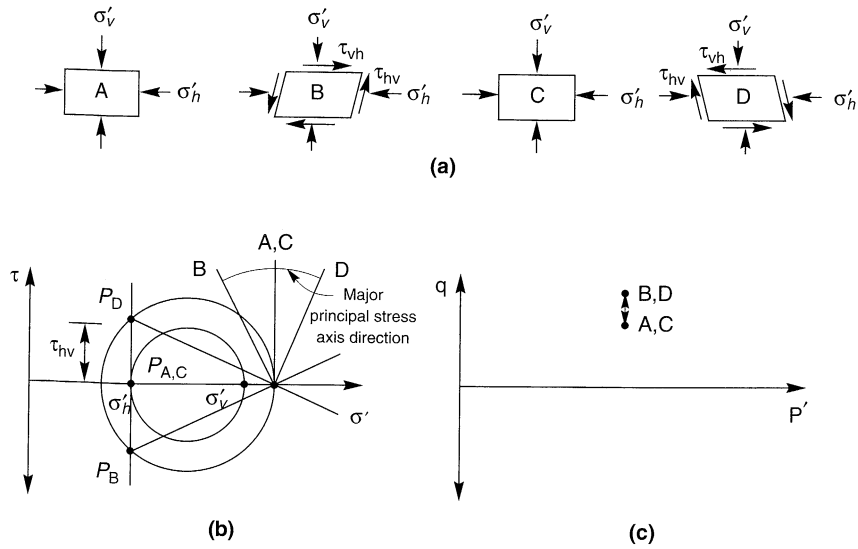 σ′v
σ′v
σ′v
σ′v
τvh
τvh
τhv
τhv
A
σ′h
B
σ′h
C
σ′h
D
σ′h
(a)
A,C
B
D
τ
PD
Major
principal stress
axis direction
τhv
PA,C
σ′h
σ′v
σ′
PB
(b)
q
B,D
A,C
P′
(c)